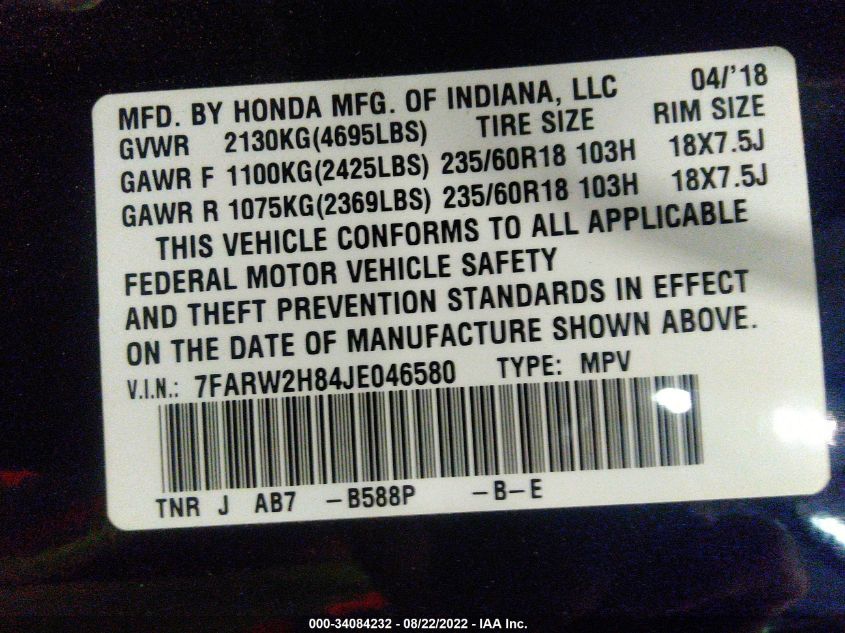 MFD. BY HONDA MFG. OF INDIANA, LLC 04/'18
GVWR 2130KG(4695LBS) TIRE SIZE RIM SIZE
GAWR F 1100KG(2425LBS) 235/60R18 103H 18X7.5J
GAWR R 1075KG(2369LBS) 235/60R18 103H 18X7.5J
THIS VEHICLE CONFORMS TO ALL APPLICABLE
FEDERAL MOTOR VEHICLE SAFETY
AND THEFT PREVENTION STANDARDS IN EFFECT
ON THE DATE OF MANUFACTURE SHOWN ABOVE.
V.I.N.: 7FARW2H84JE046580 TYPE: MPV
TNR J AB7 -B588P -B-E
000-34084232 - 08/22/2022 - IAA Inc.